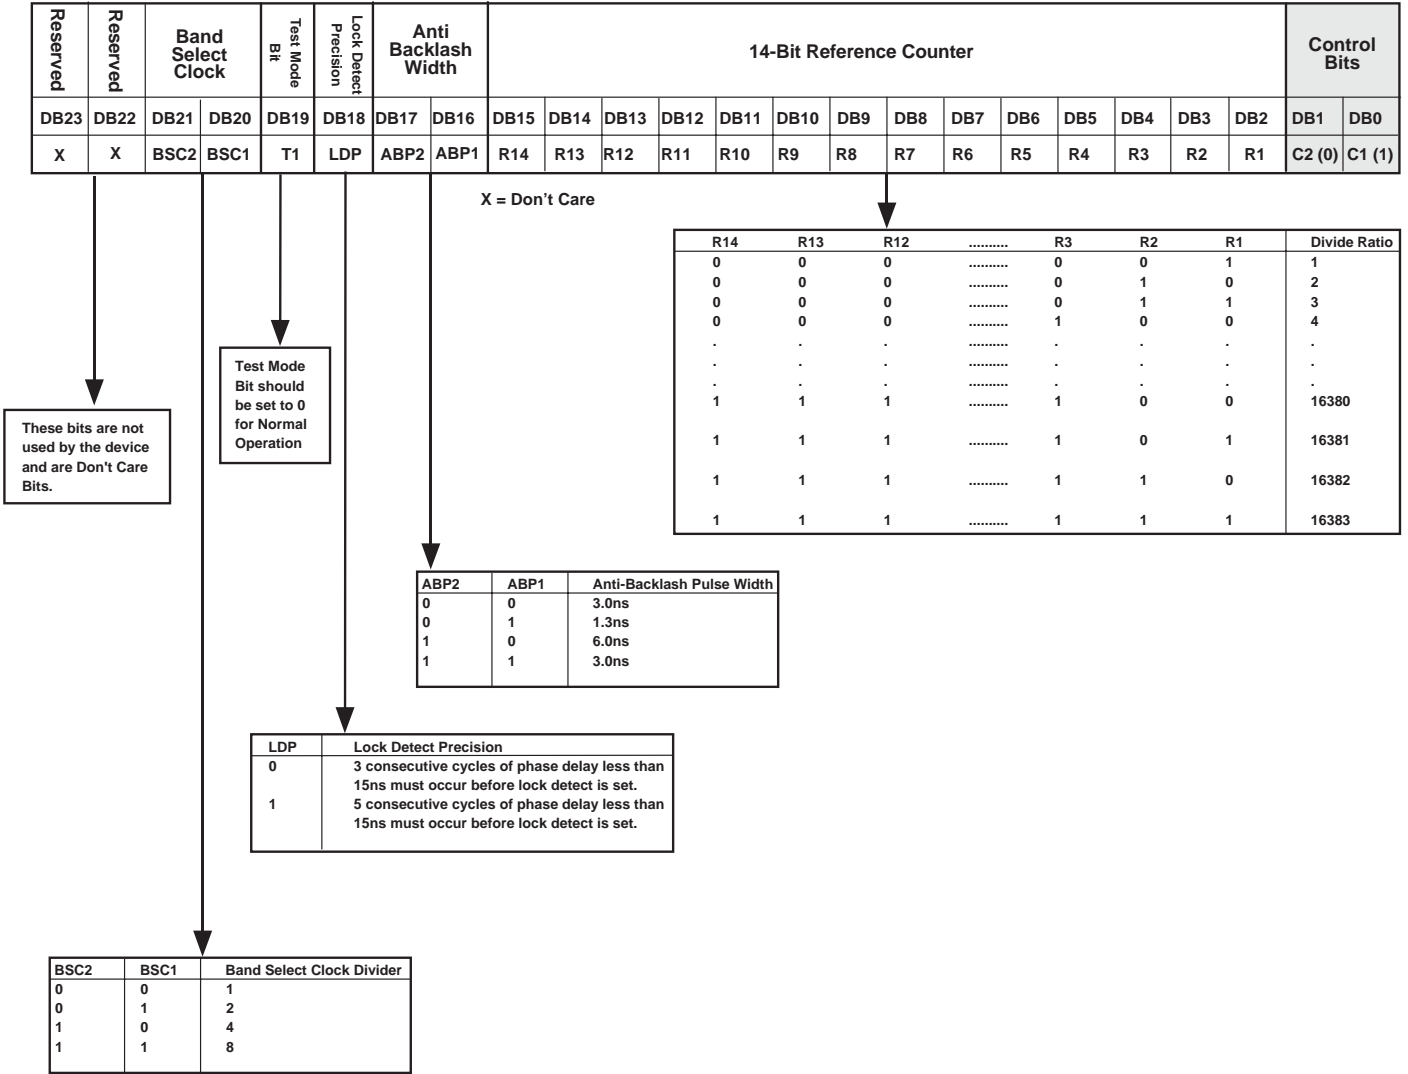 Reserved Reserved Band Select Clock Test Mode Bit Lock Detect Precision Anti Backlash Width 14-Bit Reference Counter Control Bits
DB23 DB22 DB21 DB20 DB19 DB18 DB17 DB16 DB15 DB14 DB13 DB12 DB11 DB10 DB9 DB8 DB7 DB6 DB5 DB4 DB3 DB2 DB1 DB0
X X BSC2 BSC1 T1 LDP ABP2 ABP1 R14 R13 R12 R11 R10 R9 R8 R7 R6 R5 R4 R3 R2 R1 C2 (0) C1 (1)
X = Don't Care
R14 R13 R12 .......... R3 R2 R1 Divide Ratio
0 0 0 .......... 0 0 1 1
0 0 0 .......... 0 1 0 2
0 0 0 .......... 0 1 1 3
0 0 0 .......... 1 0 0 4
. . . .......... . . . .
. . . .......... . . . .
. . . .......... . . . .
1 1 1 .......... 1 0 0 16380
1 1 1 .......... 1 0 1 16381
1 1 1 .......... 1 1 0 16382
1 1 1 .......... 1 1 1 16383
Test Mode
Bit should
be set to 0
for Normal
Operation
These bits are not
used by the device
and are Don't Care
Bits.
ABP2 ABP1 Anti-Backlash Pulse Width
0 0 3.0ns
0 1 1.3ns
1 0 6.0ns
1 1 3.0ns
LDP Lock Detect Precision
0 3 consecutive cycles of phase delay less than
15ns must occur before lock detect is set.
1 5 consecutive cycles of phase delay less than
15ns must occur before lock detect is set.
BSC2 BSC1 Band Select Clock Divider
0 0 1
0 1 2
1 0 4
1 1 8